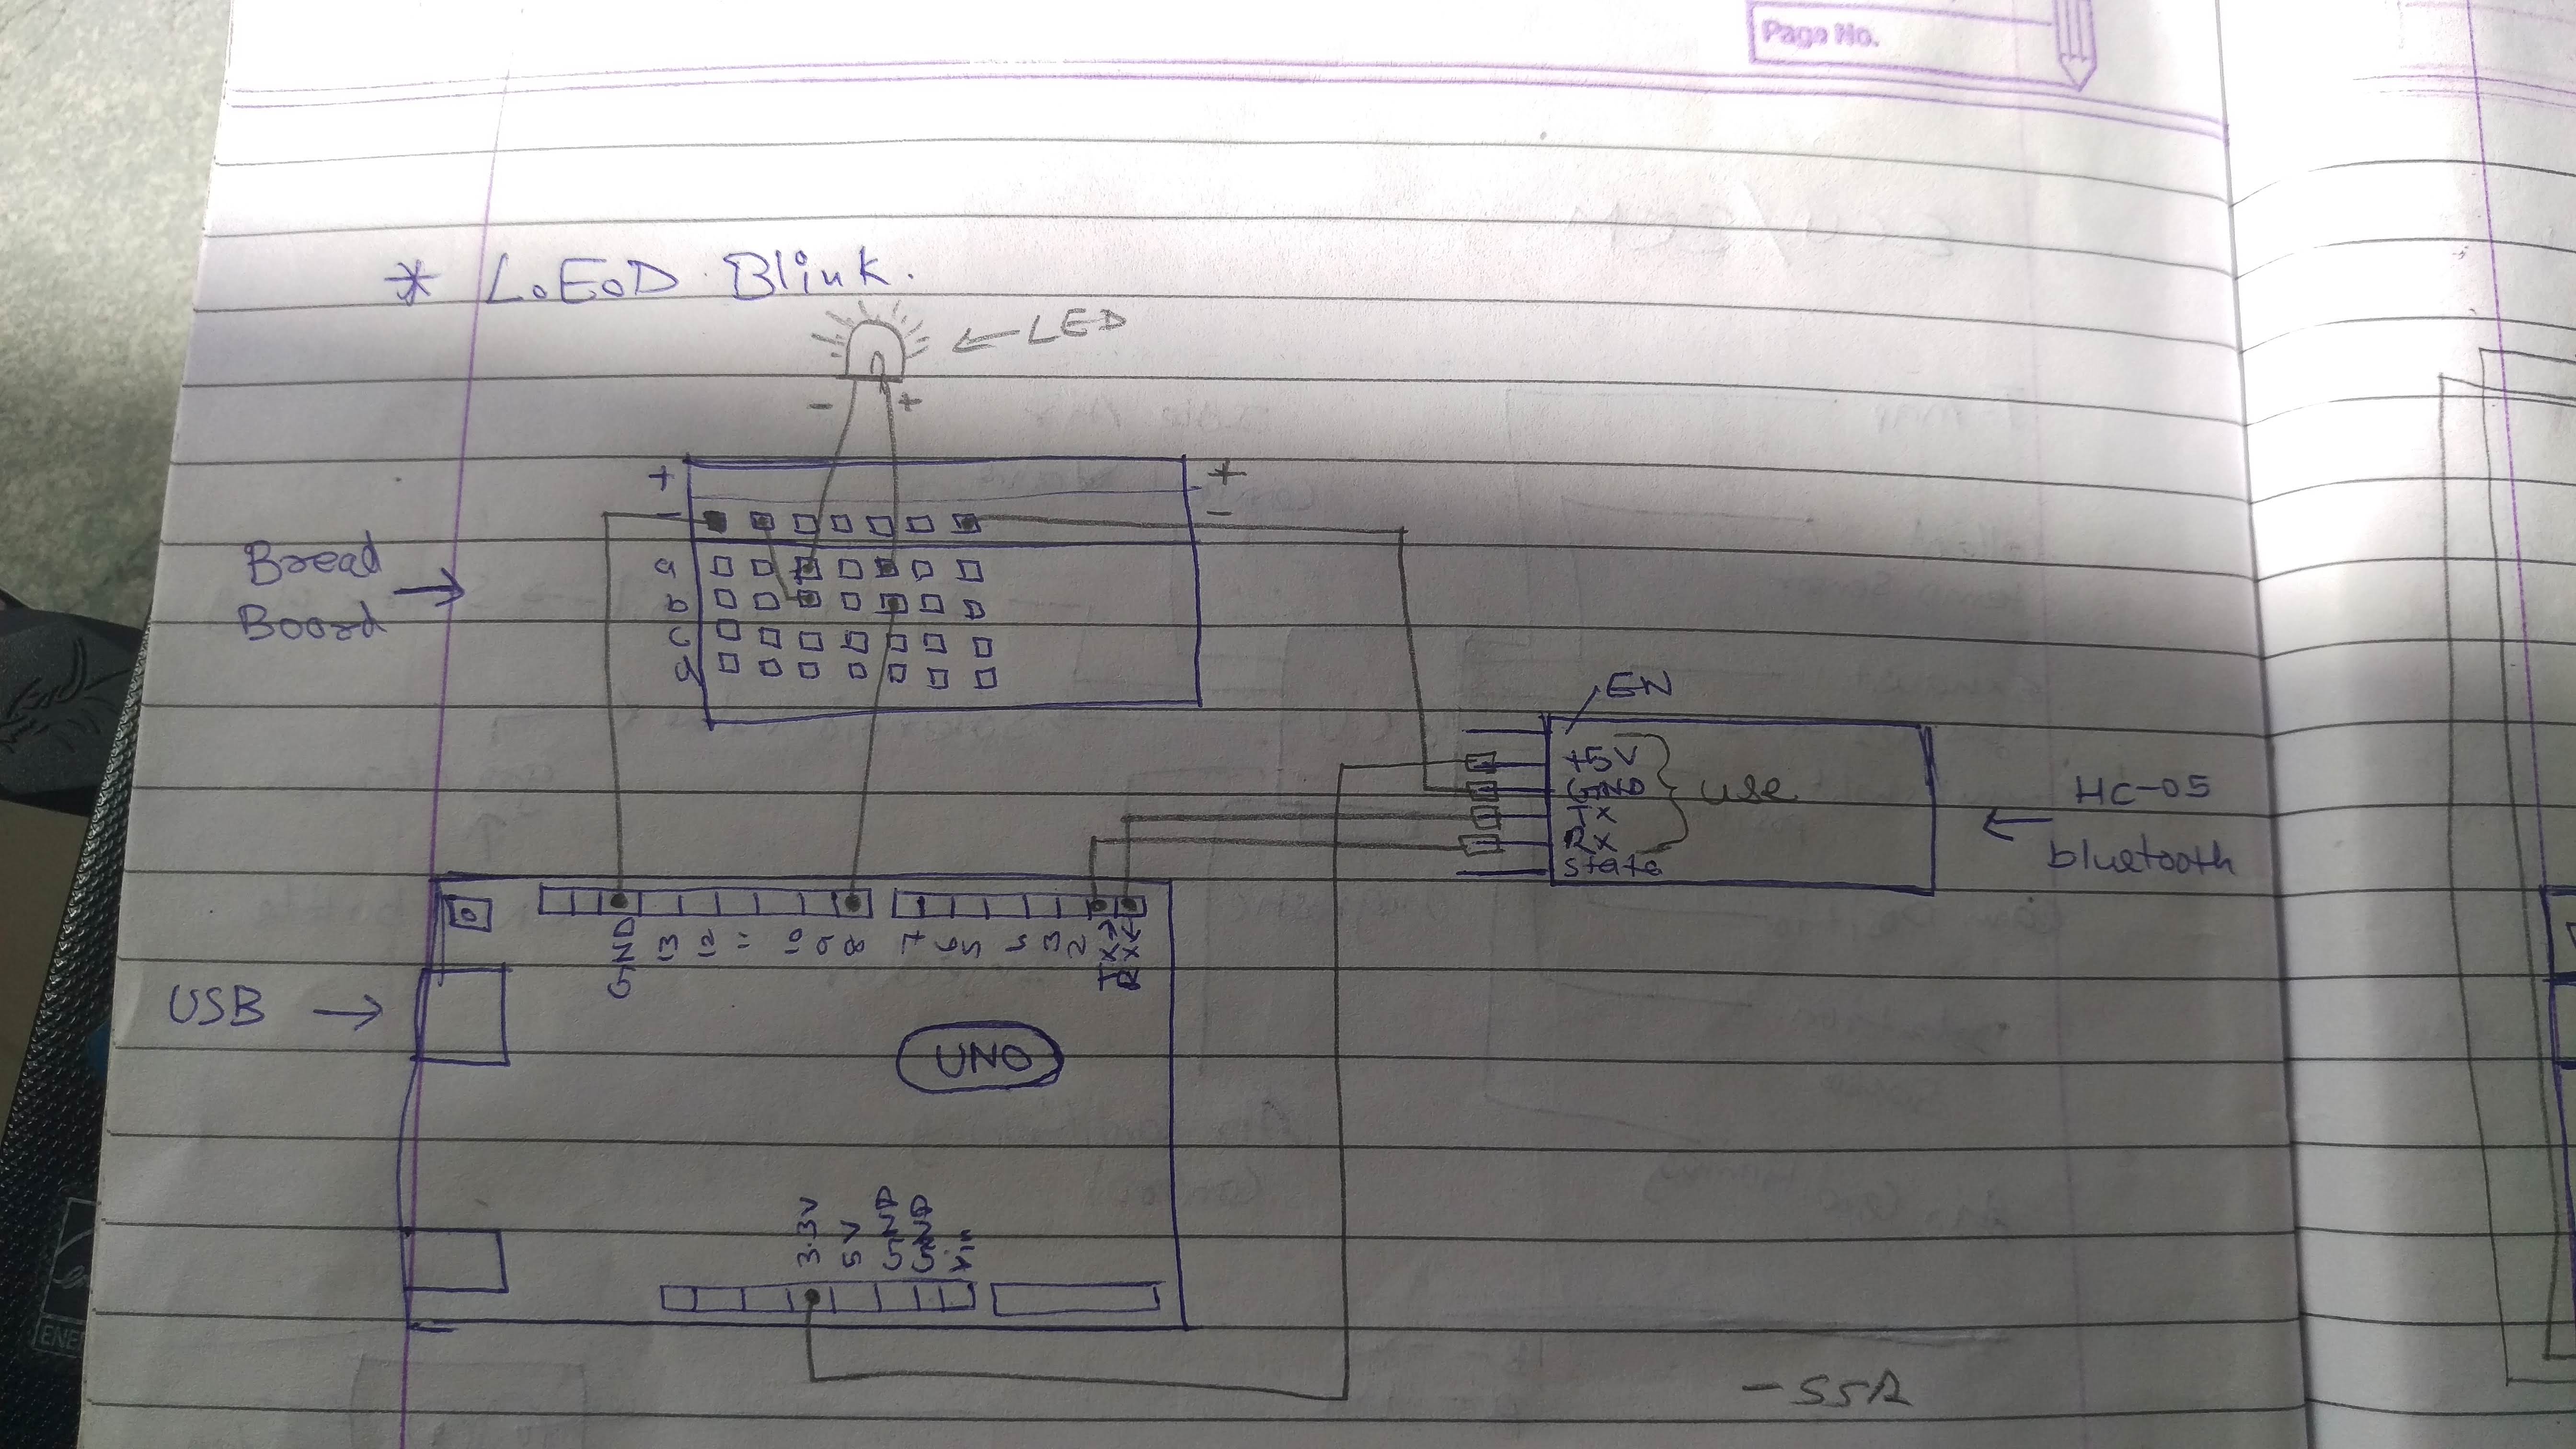 Page No.
* L.E.D. Blink.
← LED
- +
+ +
- -
Bread
Board →
a
b
c
d
EN
+5V
GND
Tx
Rx
State
use
HC-05
← bluetooth
GND 13 12 11 10 9 8 7 6 5 4 3 2 Tx→ Rx←
USB →
UNO
3.3V 5V GND GND Vin
ENE
- SSA